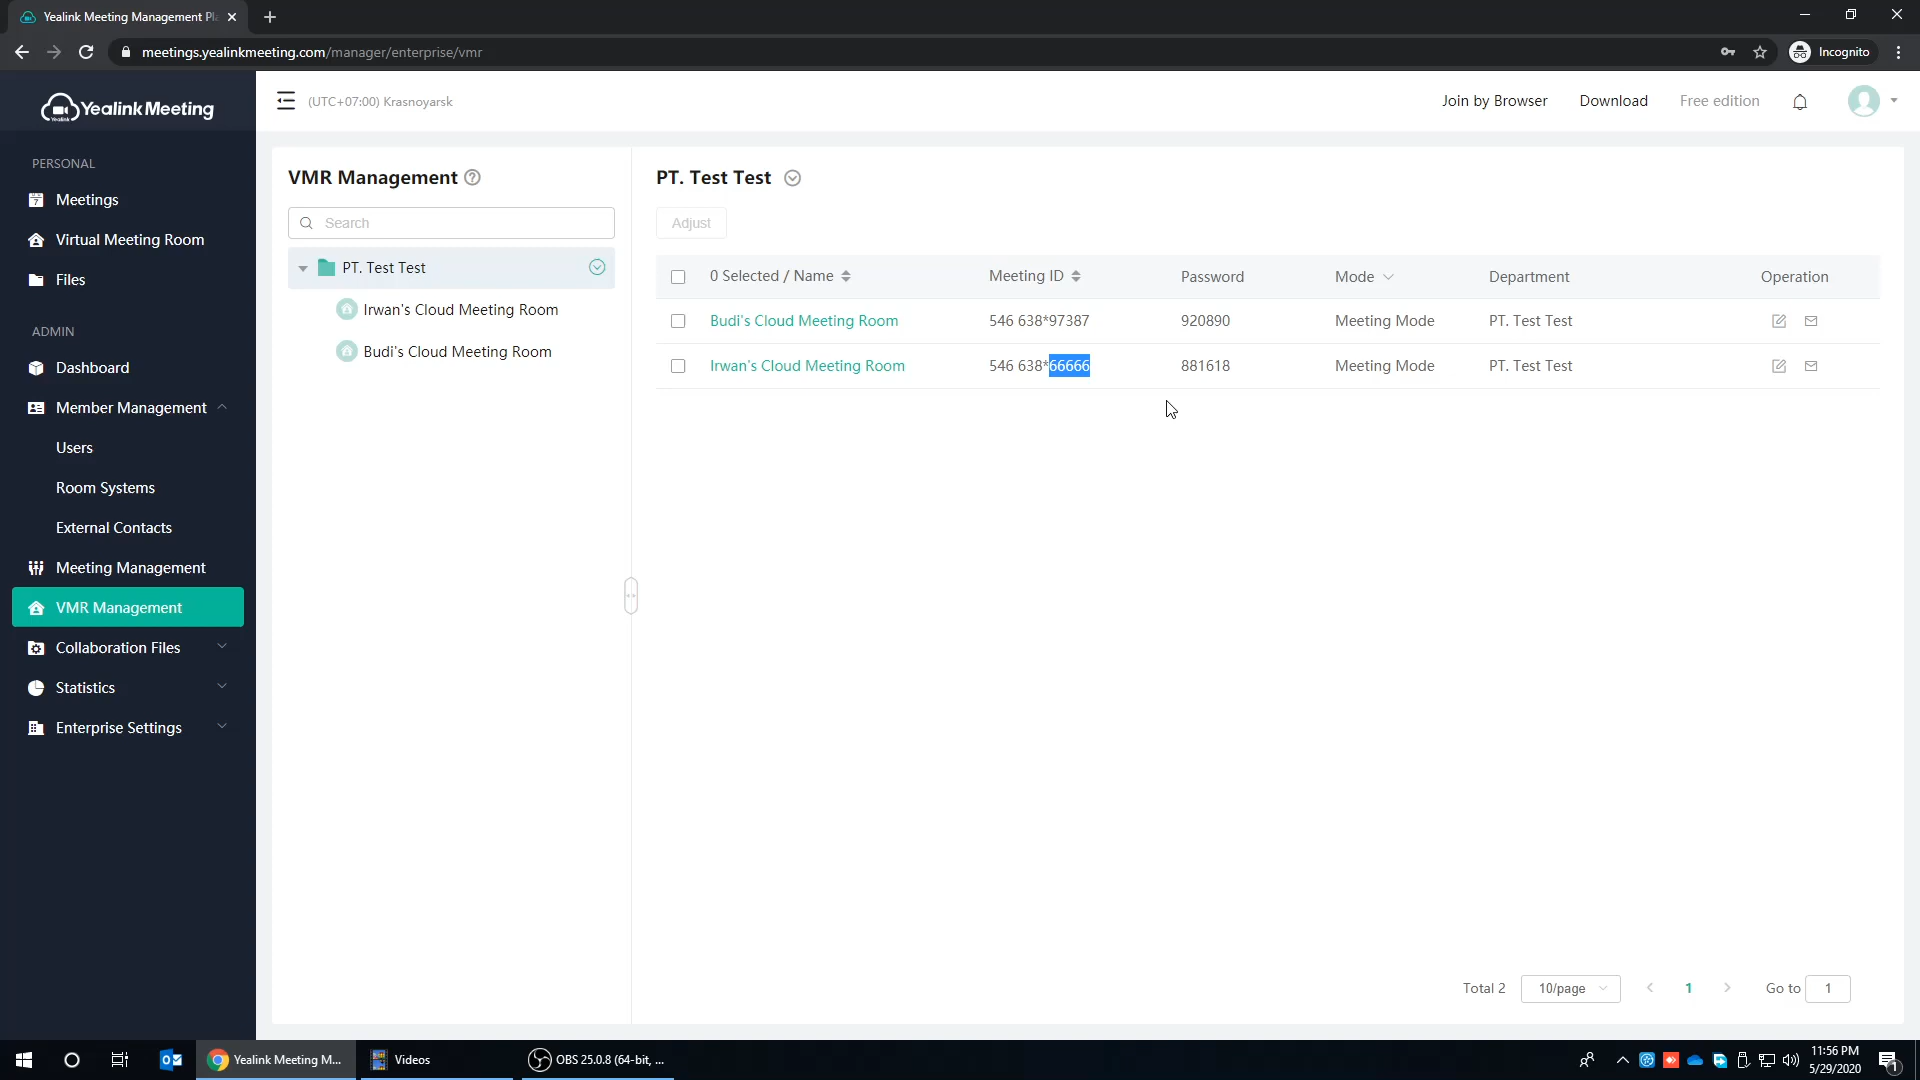 Yealink Meeting Management Pl
meetings.yealinkmeeting.com/manager/enterprise/vmr
Incognito
Yealink Meeting
Yealink
(UTC+07:00) Krasnoyarsk
Join by Browser
Download
Free edition
PERSONAL
Meetings
Virtual Meeting Room
Files
ADMIN
Dashboard
Member Management
Users
Room Systems
External Contacts
Meeting Management
VMR Management
Collaboration Files
Statistics
Enterprise Settings
VMR Management
Search
PT. Test Test
Irwan's Cloud Meeting Room
Budi's Cloud Meeting Room
PT. Test Test
Adjust
0 Selected / Name Meeting ID Password Mode Department Operation
Budi's Cloud Meeting Room 546 638*97387 920890 Meeting Mode PT. Test Test
Irwan's Cloud Meeting Room 546 638*66666 881618 Meeting Mode PT. Test Test
Total 2 10/page 1 Go to 1
Yealink Meeting M...
Videos
OBS 25.0.8 (64-bit, ...
11:56 PM
5/29/2020
1